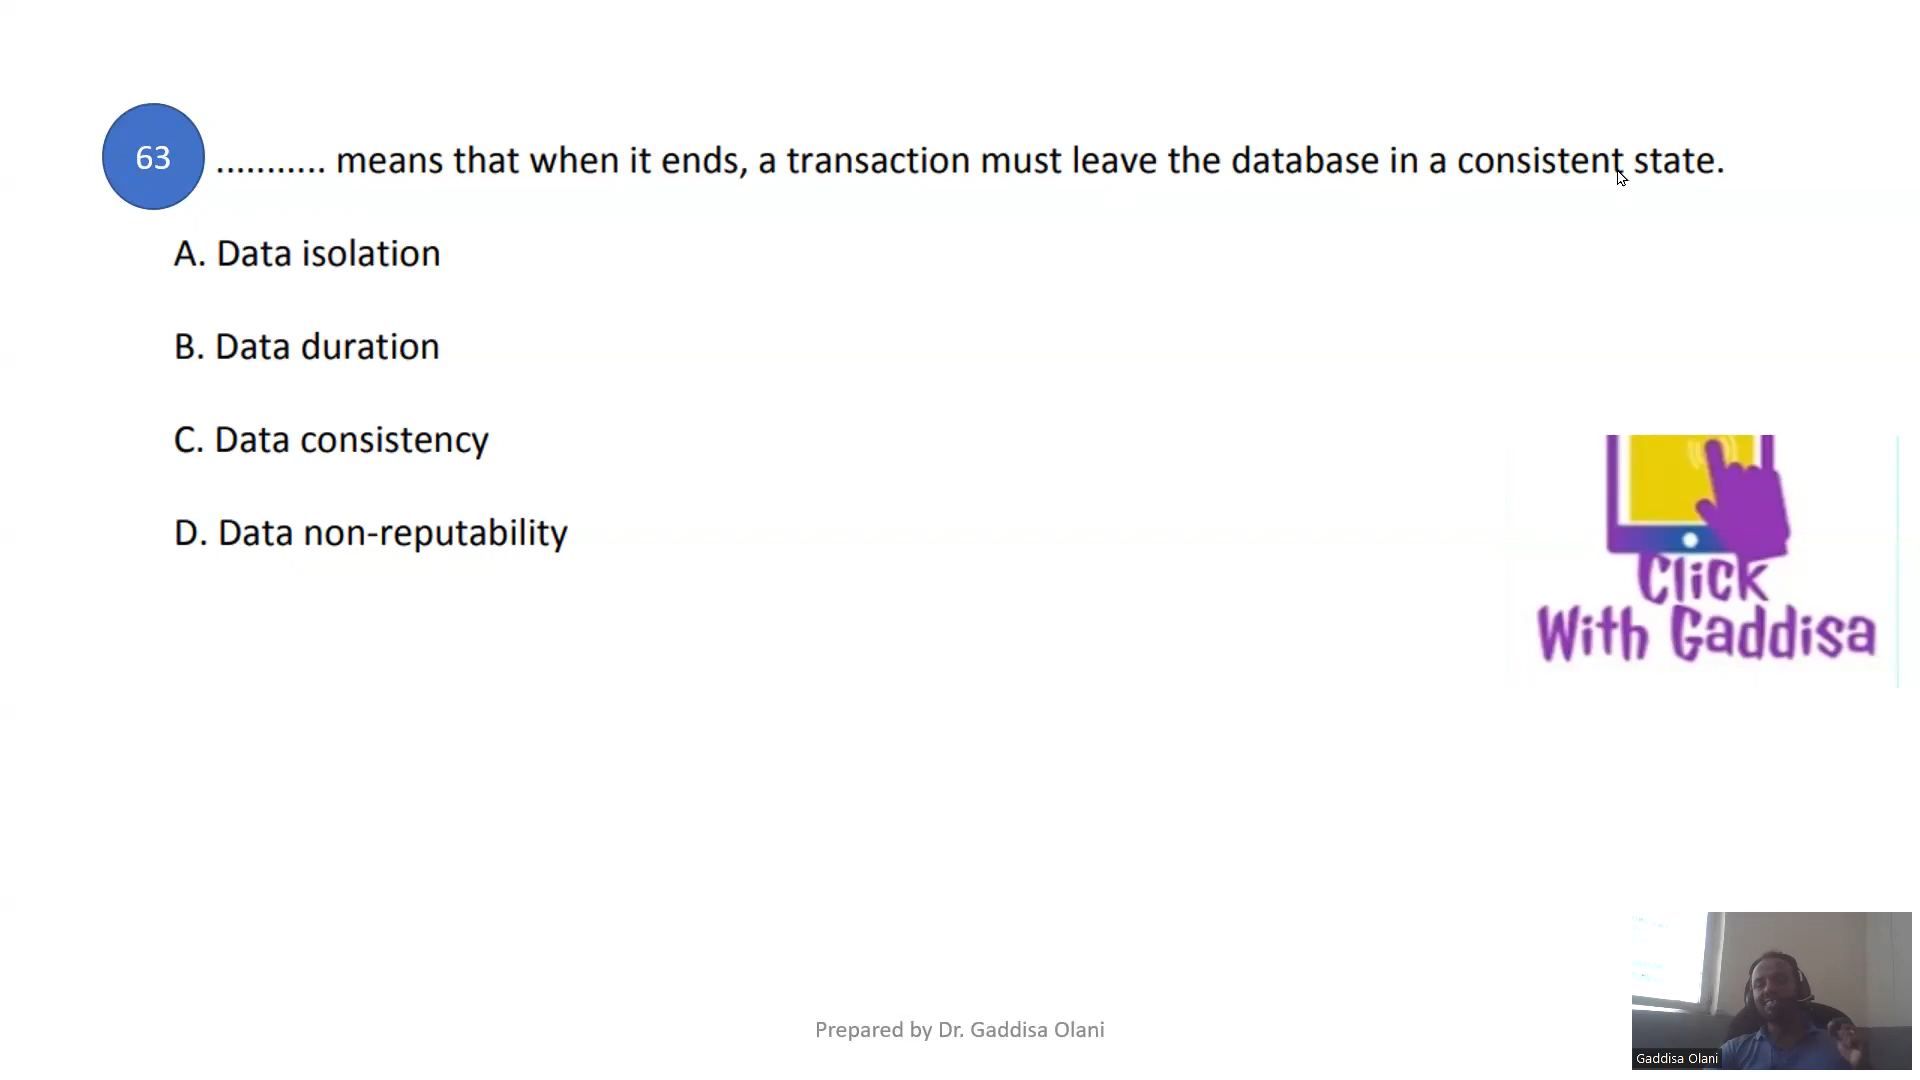 63
........... means that when it ends, a transaction must leave the database in a consistent state.
A. Data isolation
B. Data duration
C. Data consistency
D. Data non-reputability
Click
With Gaddisa
Prepared by Dr. Gaddisa Olani
Gaddisa Olani